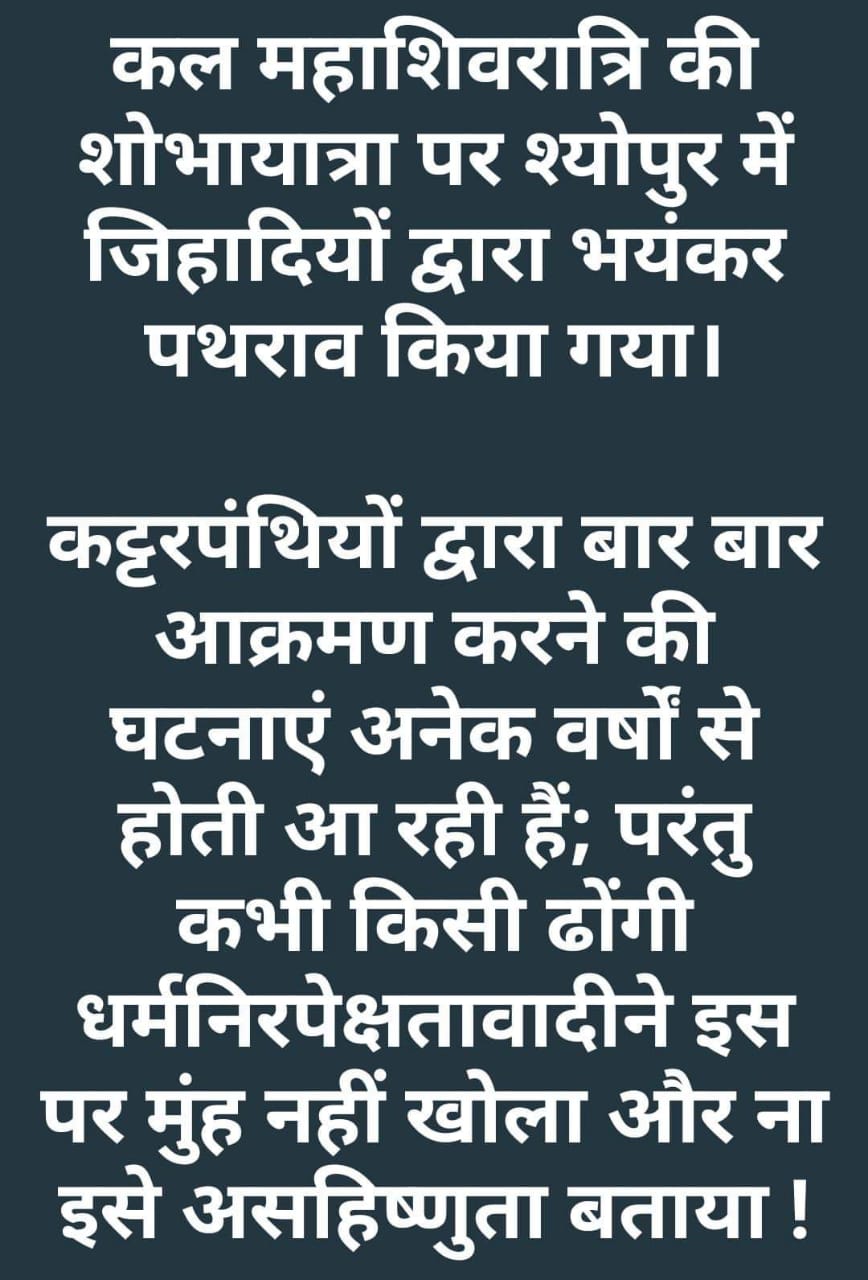 कल महाशिवरात्रि की
शोभायात्रा पर श्योपुर में
जिहादियों द्वारा भयंकर
पथराव किया गया।
कट्टरपंथियों द्वारा बार बार
आक्रमण करने की
घटनाएं अनेक वर्षों से
होती आ रही हैं; परंतु
कभी किसी ढोंगी
धर्मनिरपेक्षतावादीने इस
पर मुंह नहीं खोला और ना
इसे असहिष्णुता बताया !